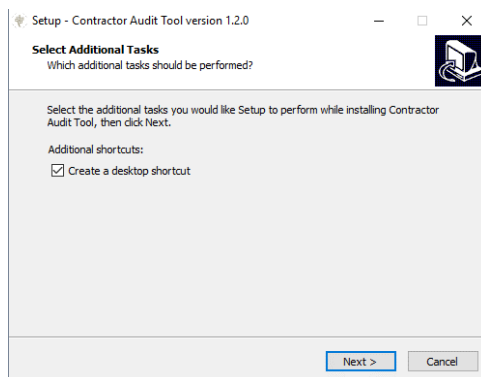 Setup - Contractor Audit Tool version 1.2.0
Select Additional Tasks
Which additional tasks should be performed?
Select the additional tasks you would like Setup to perform while installing Contractor
Audit Tool, then click Next.
Additional shortcuts:
Create a desktop shortcut
Next >
Cancel